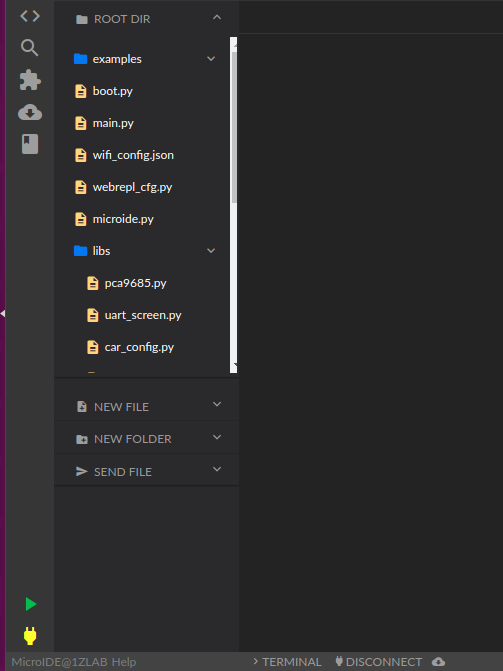 ROOT DIR
examples
boot.py
main.py
wifi_config.json
webrepl_cfg.py
microide.py
libs
pca9685.py
uart_screen.py
car_config.py
NEW FILE
NEW FOLDER
SEND FILE
MicroIDE@1ZLAB Help TERMINAL DISCONNECT